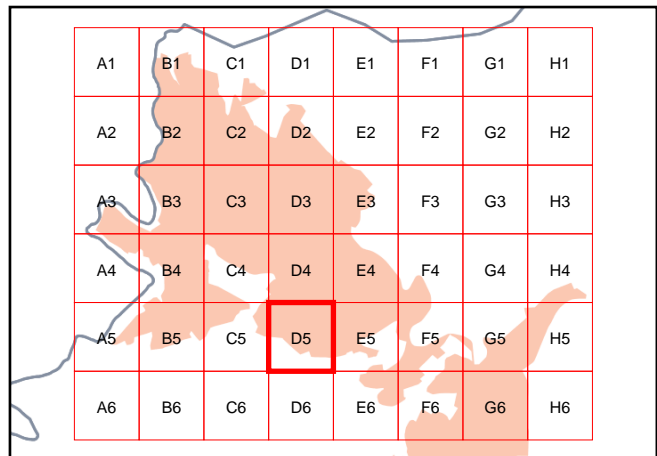 A1 B1 C1 D1 E1 F1 G1 H1
A2 B2 C2 D2 E2 F2 G2 H2
A3 B3 C3 D3 E3 F3 G3 H3
A4 B4 C4 D4 E4 F4 G4 H4
A5 B5 C5 D5 E5 F5 G5 H5
A6 B6 C6 D6 E6 F6 G6 H6